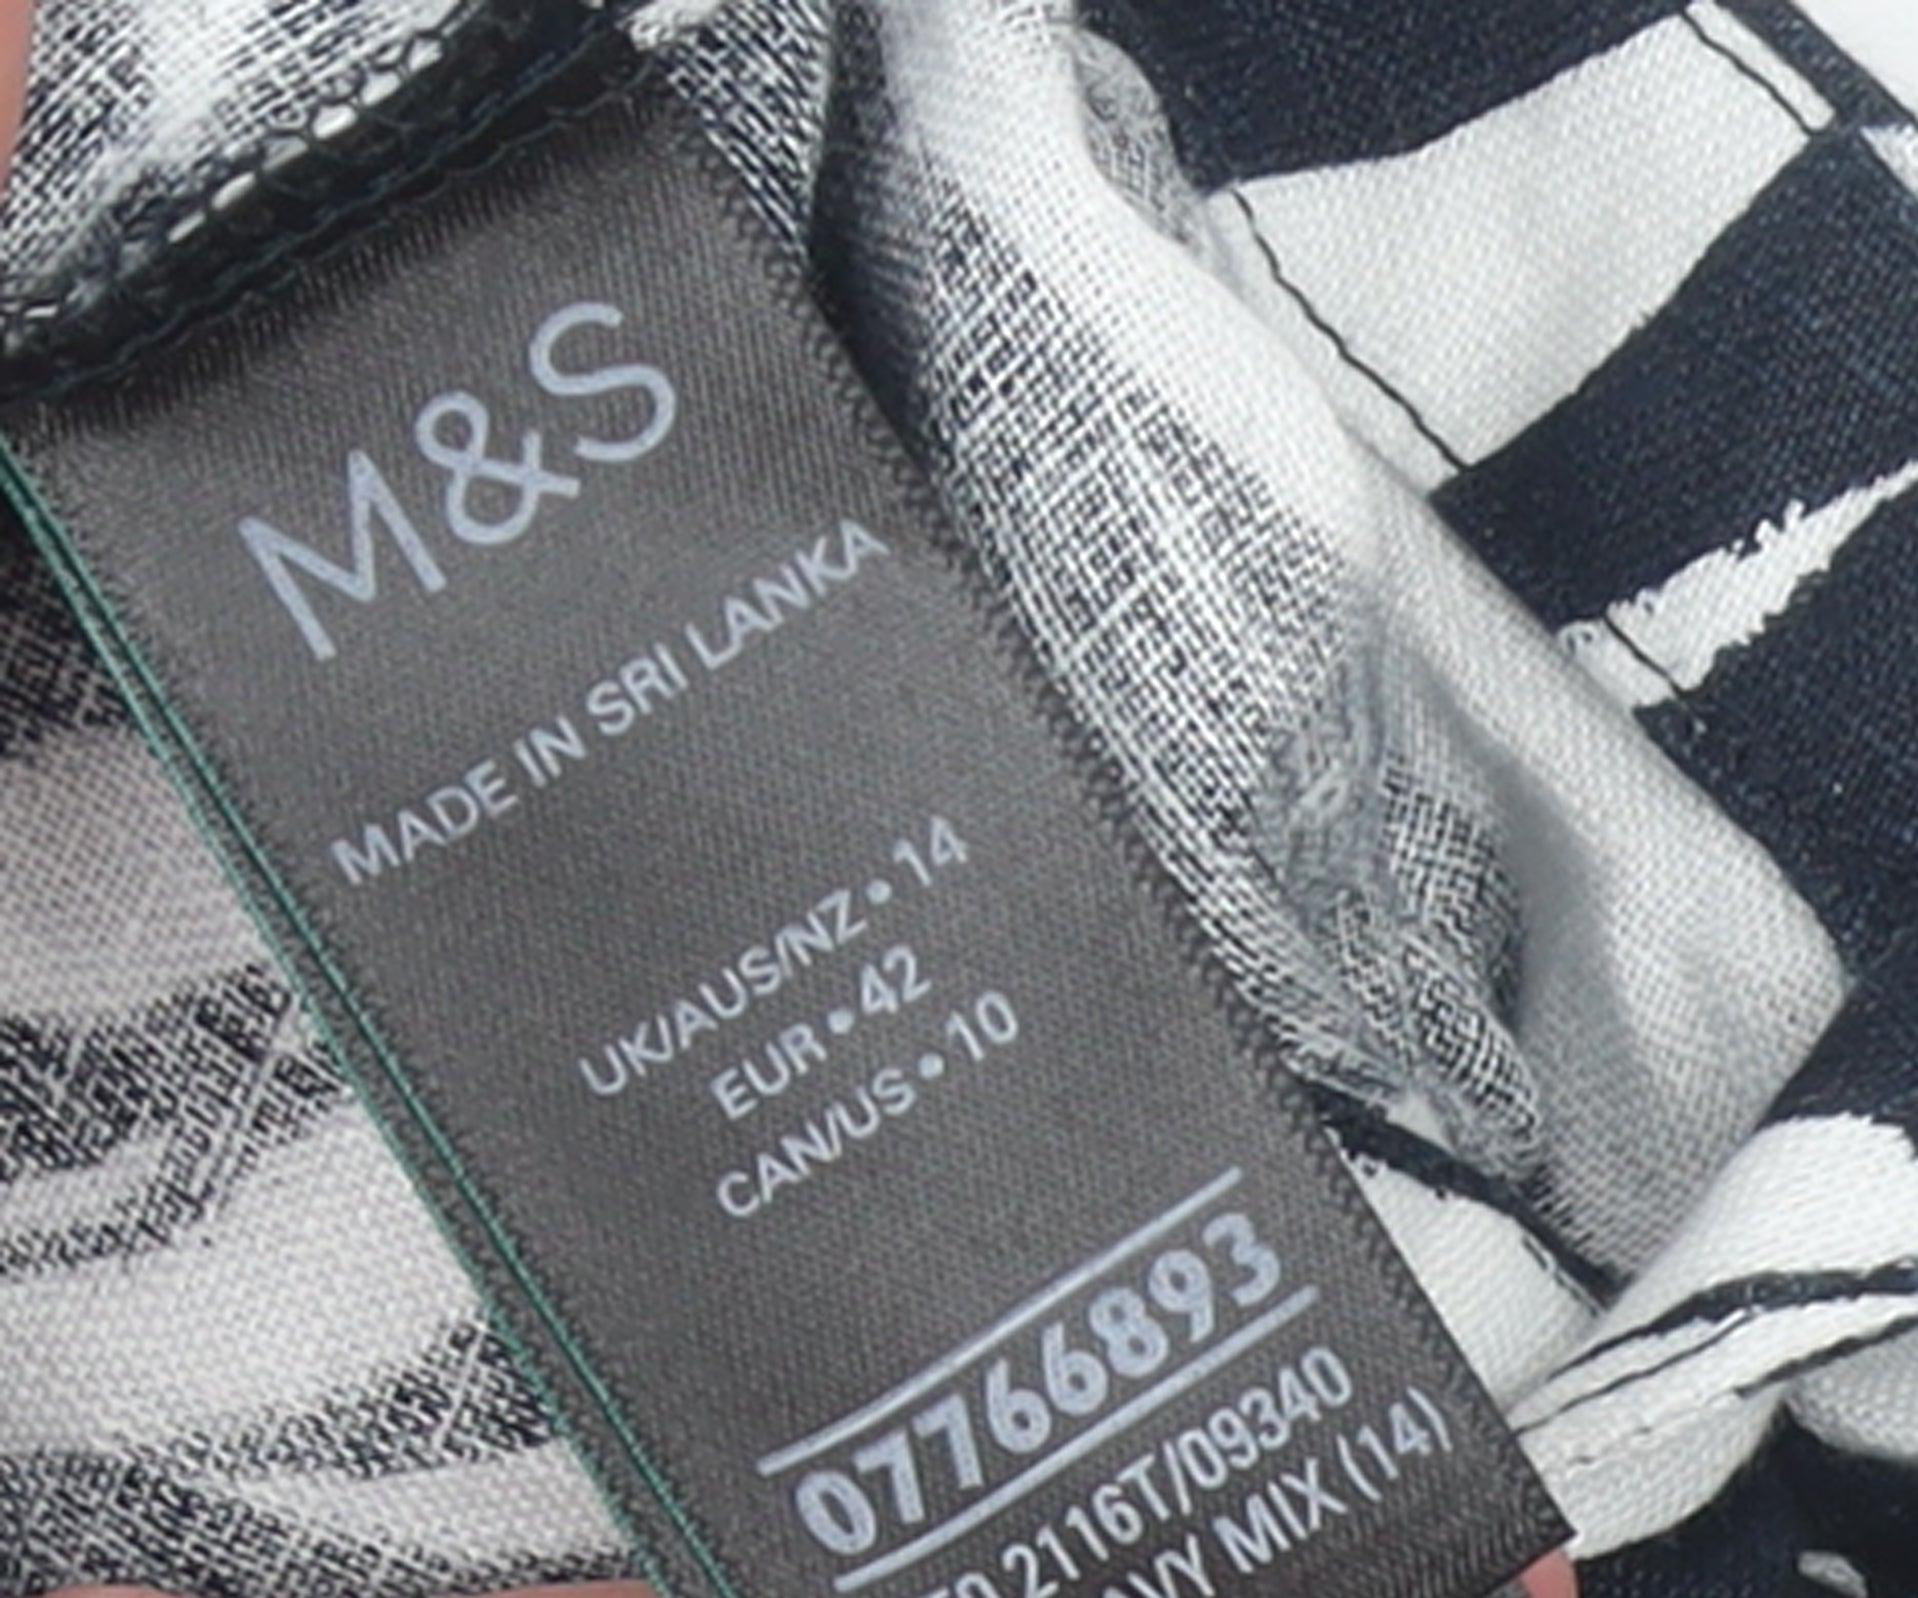 M&S
MADE IN SRI LANKA
UK/AUS/NZ • 14
EUR • 42
CAN/US • 10
07766893
2116T/09340
MIX (14)